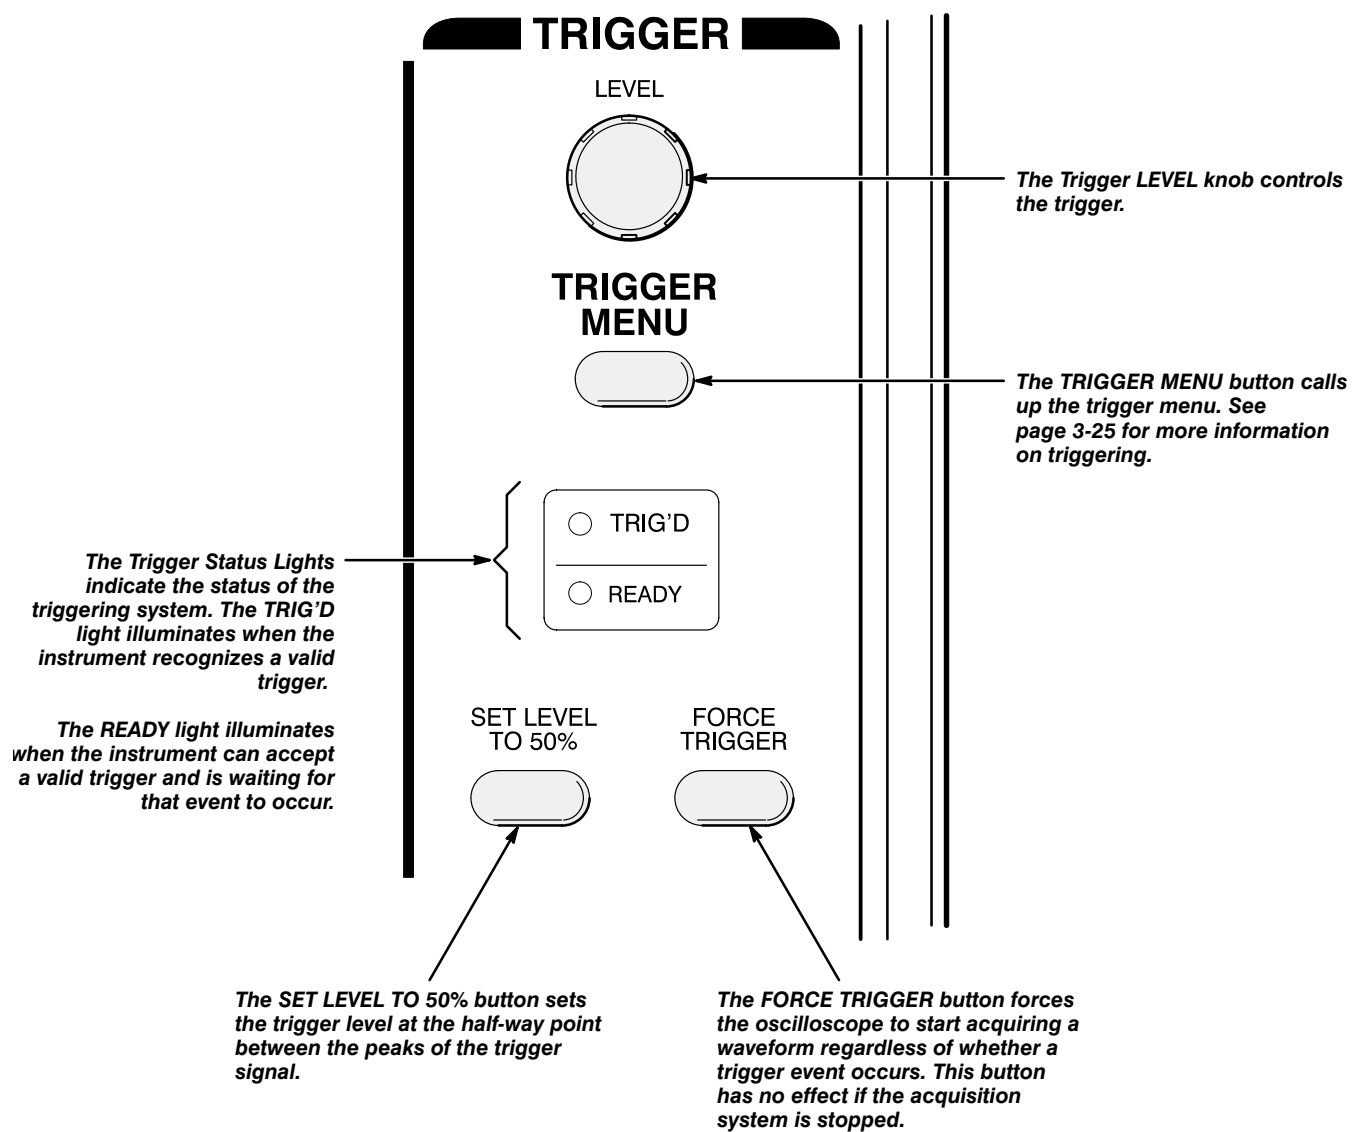 TRIGGER
LEVEL
The Trigger LEVEL knob controls
the trigger.
TRIGGER
MENU
The TRIGGER MENU button calls
up the trigger menu. See
page 3-25 for more information
on triggering.
TRIG'D
READY
The Trigger Status Lights
indicate the status of the
triggering system. The TRIG'D
light illuminates when the
instrument recognizes a valid
trigger.
The READY light illuminates
when the instrument can accept
a valid trigger and is waiting for
that event to occur.
SET LEVEL
TO 50%
FORCE
TRIGGER
The SET LEVEL TO 50% button sets
the trigger level at the half-way point
between the peaks of the trigger
signal.
The FORCE TRIGGER button forces
the oscilloscope to start acquiring a
waveform regardless of whether a
trigger event occurs. This button
has no effect if the acquisition
system is stopped.